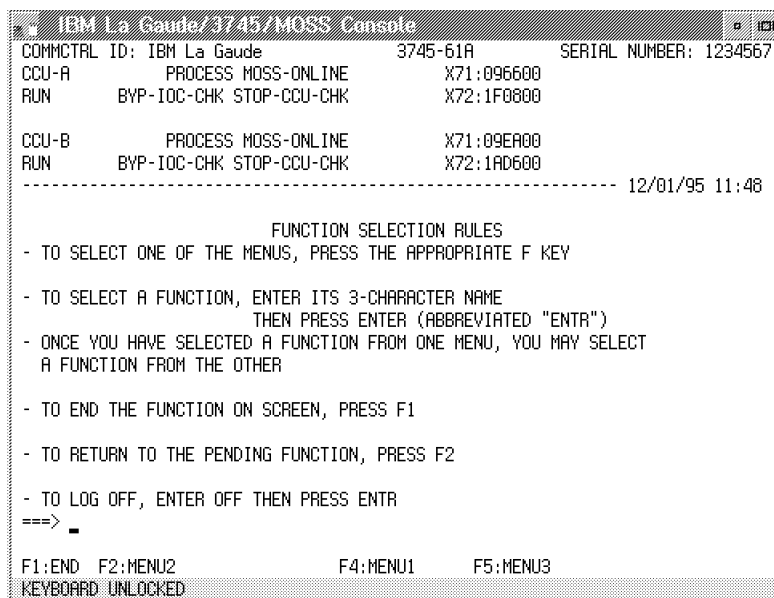 IBM La Gaude/3745/MOSS Console
COMMCTRL ID: IBM La Gaude 3745-61A SERIAL NUMBER: 1234567
CCU-A PROCESS MOSS-ONLINE X71:096600
RUN BYP-IOC-CHK STOP-CCU-CHK X72:1F0800
CCU-B PROCESS MOSS-ONLINE X71:09EA00
RUN BYP-IOC-CHK STOP-CCU-CHK X72:1AD600
-------------------------------------------------------------- 12/01/95 11:48
FUNCTION SELECTION RULES
- TO SELECT ONE OF THE MENUS, PRESS THE APPROPRIATE F KEY
- TO SELECT A FUNCTION, ENTER ITS 3-CHARACTER NAME
THEN PRESS ENTER (ABBREVIATED "ENTR")
- ONCE YOU HAVE SELECTED A FUNCTION FROM ONE MENU, YOU MAY SELECT
A FUNCTION FROM THE OTHER
- TO END THE FUNCTION ON SCREEN, PRESS F1
- TO RETURN TO THE PENDING FUNCTION, PRESS F2
- TO LOG OFF, ENTER OFF THEN PRESS ENTR
===> _
F1:END F2:MENU2 F4:MENU1 F5:MENU3
KEYBOARD UNLOCKED